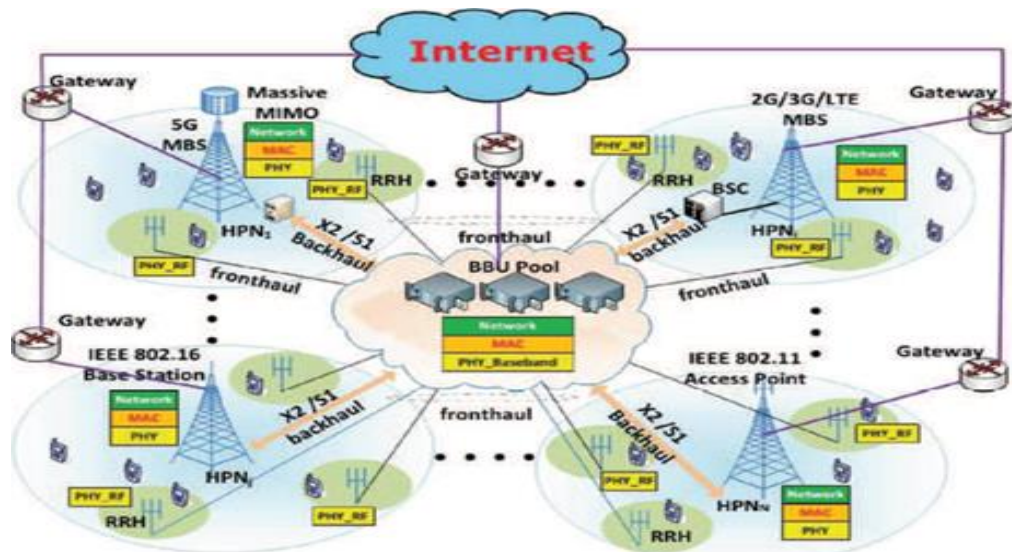 Internet
Gateway
Massive
MIMO
5G
MBS
Network
MAC
PHY
PHY_RF
RRH
HPN1
PHY_RF
X2 /S1
Backhaul
fronthaul
Gateway
fronthaul
2G/3G/LTE
MBS
Gateway
PHY_RF
RRH
BSC
Network
MAC
PHY
X2 /S1
backhaul
HPN
PHY_RF
fronthaul
BBU Pool
Network
MAC
PHY_Baseband
Gateway
IEEE 802.16
Base Station
Network
MAC
PHY
X2 /S1
backhaul
HPN
PHY_RF
RRH
PHY_RF
fronthaul
IEEE 802.11
Access Point
Gateway
X2 /S1
Backhaul
PHY_RF
PHY_RF
RRH
HPNN
Network
MAC
PHY